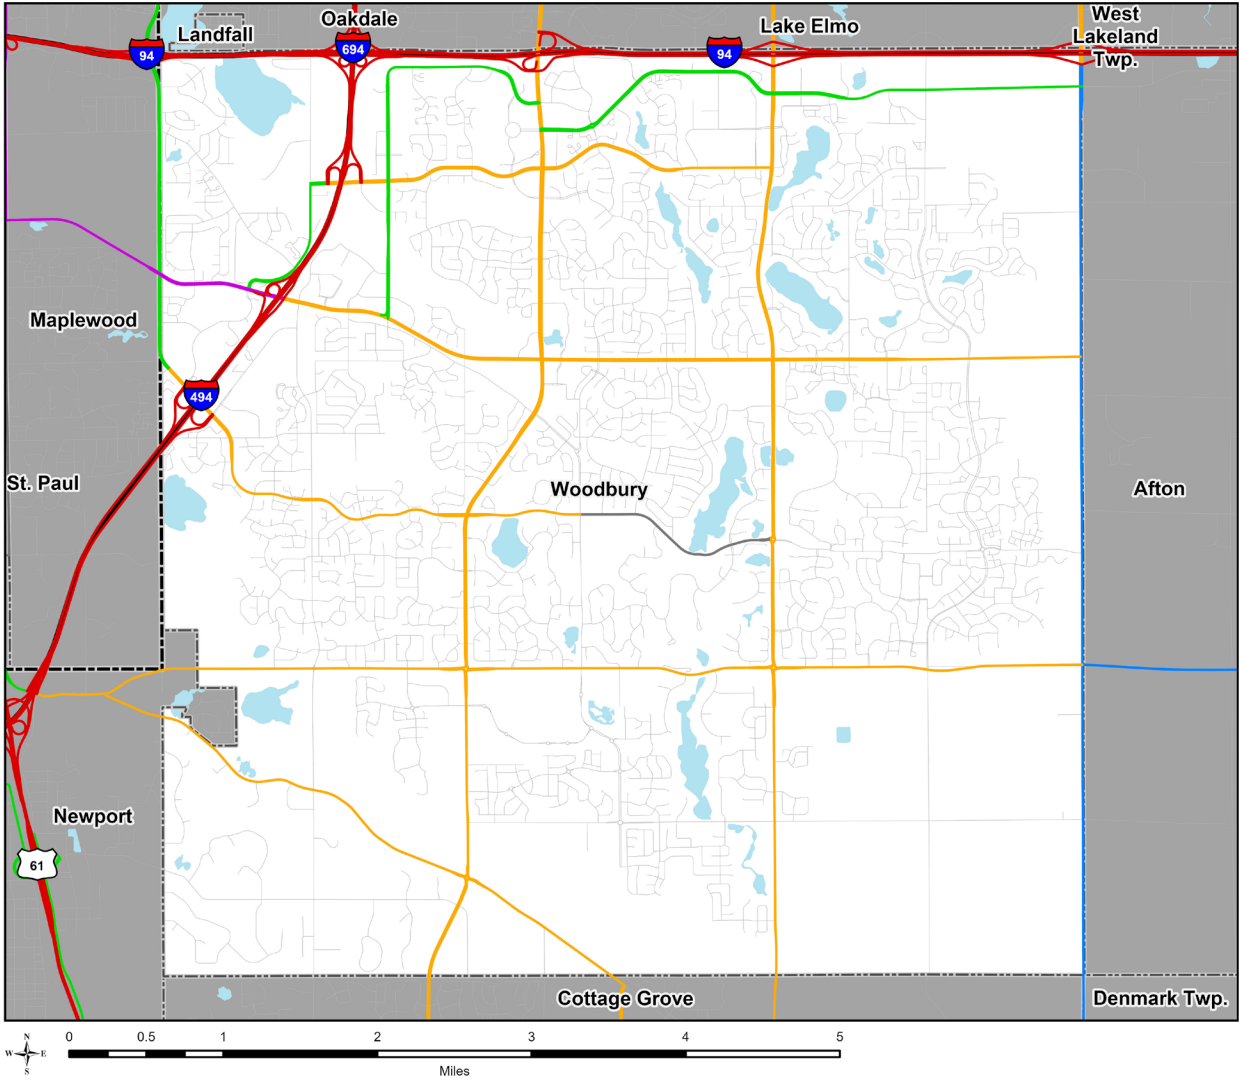 West
Oakdale
Lake Elmo
Landfall
Lakeland
694
94
94
Twp.
Maplewood
494
St. Paul
Woodbury
Afton
Newport
61
Cottage Grove
Denmark Twp.
N
W E
S
0 0.5 1 2 3 4 5
Miles